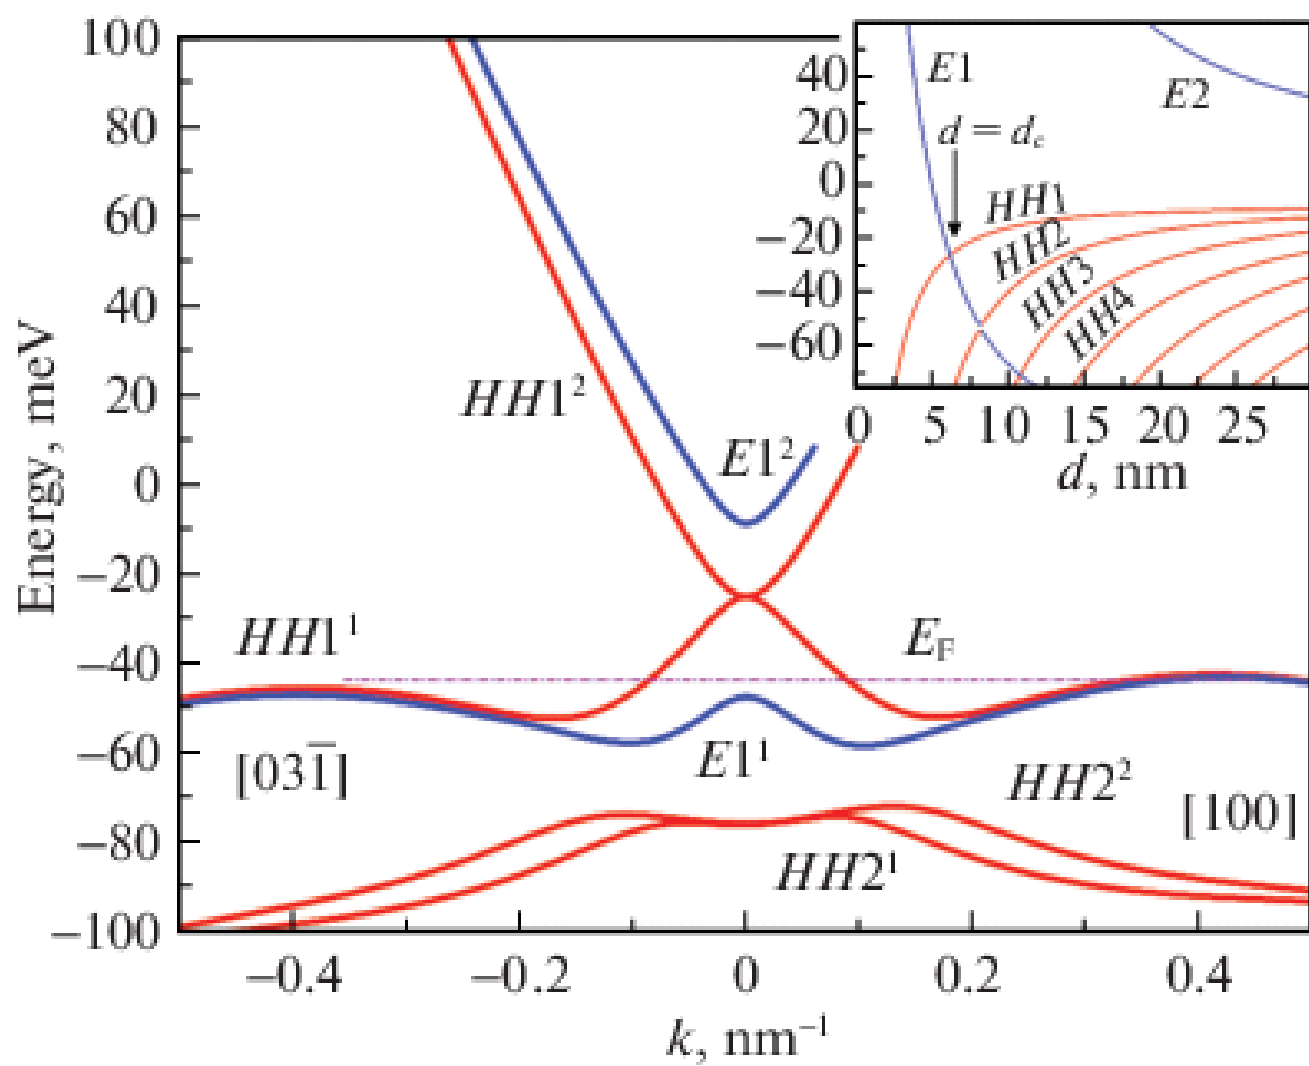 100
80
60
40
20
0
−20
−40
−60
−80
−100
Energy, meV
−0.4 −0.2 0 0.2 0.4
k, nm⁻¹
HH1²
E1²
HH1¹
E_F
[031̅]
E1¹
HH2²
[100]
HH2¹
40
20
0
−20
−40
−60
E1
E2
d = d_c
HH1
HH2
HH3
HH4
0 5 10 15 20 25
d, nm